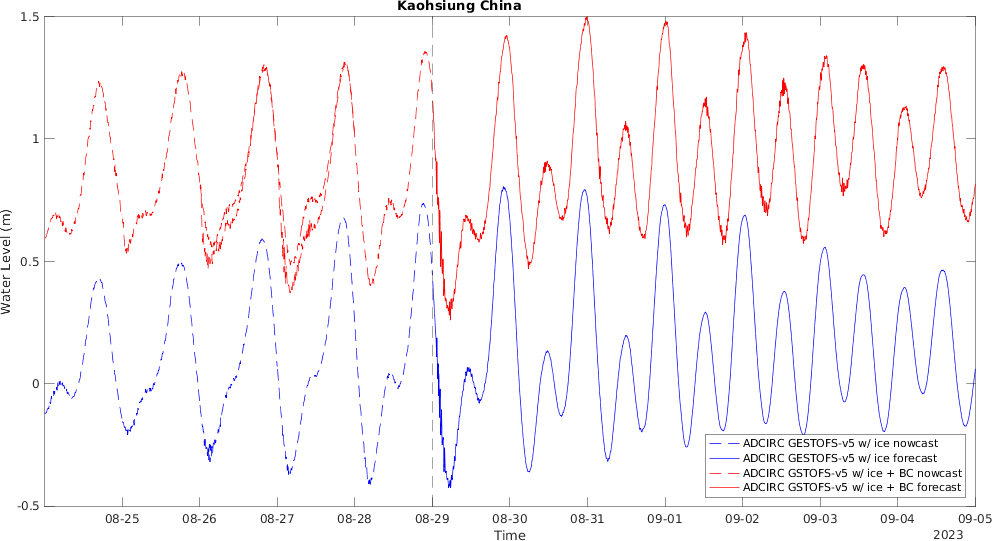 Kaohsiung China
1.5
1
0.5
0
-0.5
Water Level (m)
08-25 08-26 08-27 08-28 08-29 08-30 08-31 09-01 09-02 09-03 09-04 09-05
Time
2023
ADCIRC GESTOFS-v5 w/ ice nowcast
ADCIRC GESTOFS-v5 w/ ice forecast
ADCIRC GSTOFS-v5 w/ ice + BC nowcast
ADCIRC GSTOFS-v5 w/ ice + BC forecast